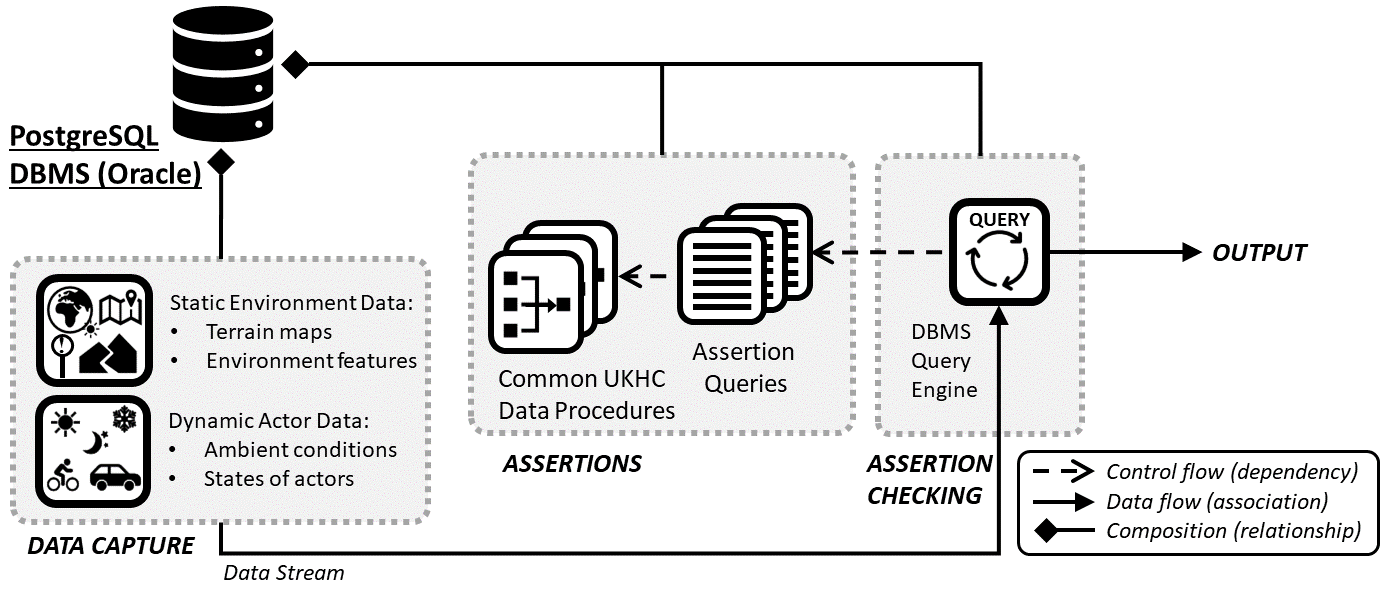 PostgreSQL
DBMS (Oracle)
Static Environment Data:
• Terrain maps
• Environment features
Dynamic Actor Data:
• Ambient conditions
• States of actors
DATA CAPTURE
Data Stream
Common UKHC
Data Procedures
Assertion
Queries
ASSERTIONS
QUERY
DBMS
Query
Engine
ASSERTION
CHECKING
OUTPUT
Control flow (dependency)
Data flow (association)
Composition (relationship)